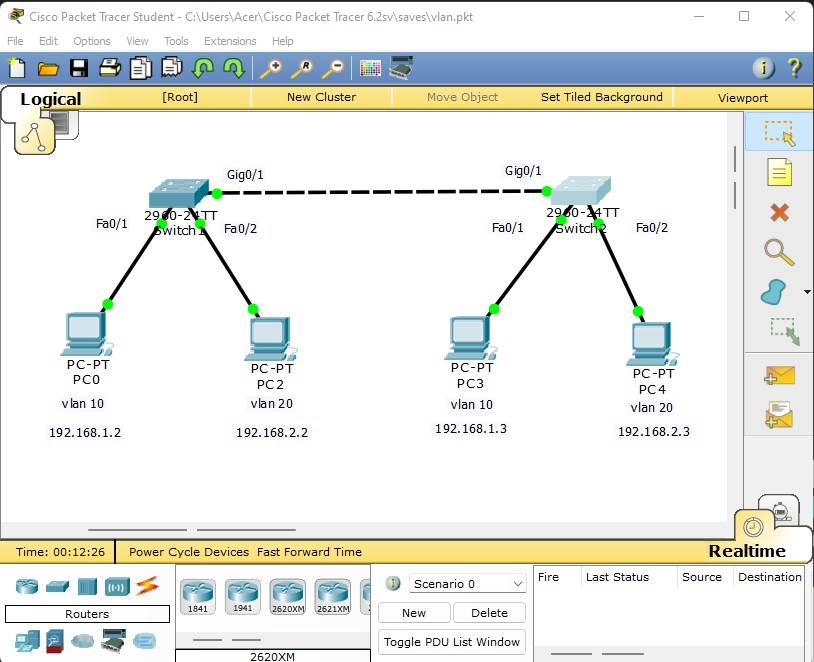 Cisco Packet Tracer Student - C:\Users\Acer\Cisco Packet Tracer 6.2sv\saves\vlan.pkt
File Edit Options View Tools Extensions Help
Logical [Root] New Cluster Move Object Set Tiled Background Viewport
Gig0/1 Gig0/1
2960-24TT 2960-24TT
Fa0/1 Switch1 Fa0/2 Fa0/1 Switch2 Fa0/2
PC-PT PC-PT PC-PT PC-PT
PC0 PC2 PC3 PC4
vlan 10 vlan 20 vlan 10 vlan 20
192.168.1.2 192.168.2.2 192.168.1.3 192.168.2.3
Time: 00:12:26 Power Cycle Devices Fast Forward Time Realtime
Fire Last Status Source Destination
Scenario 0
1841 1941 2620XM 2621XM
Routers New Delete
Toggle PDU List Window
2620XM